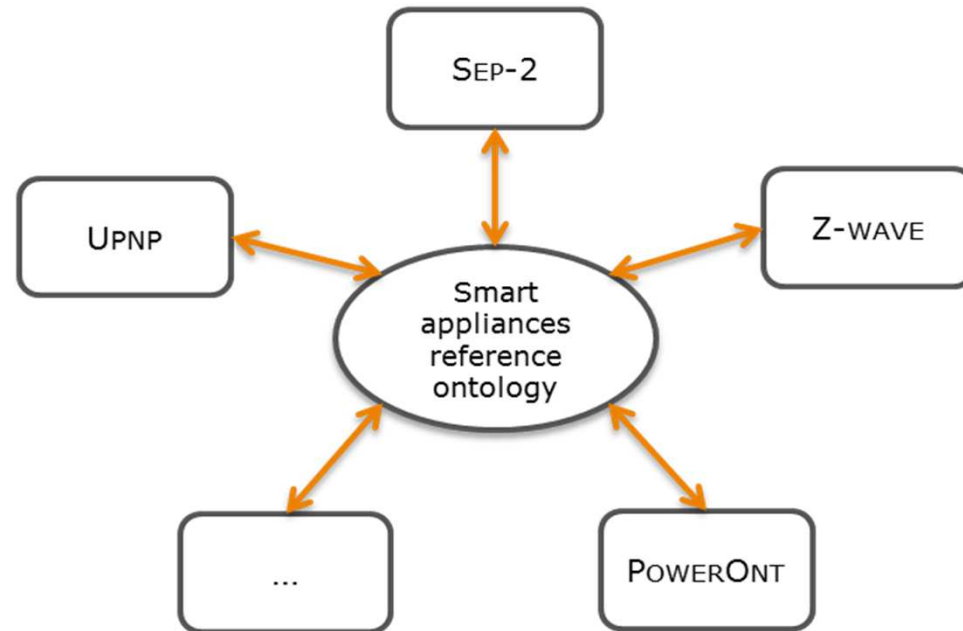 SEP-2
UPNP
Z-WAVE
Smart
appliances
reference
ontology
...
POWERONT